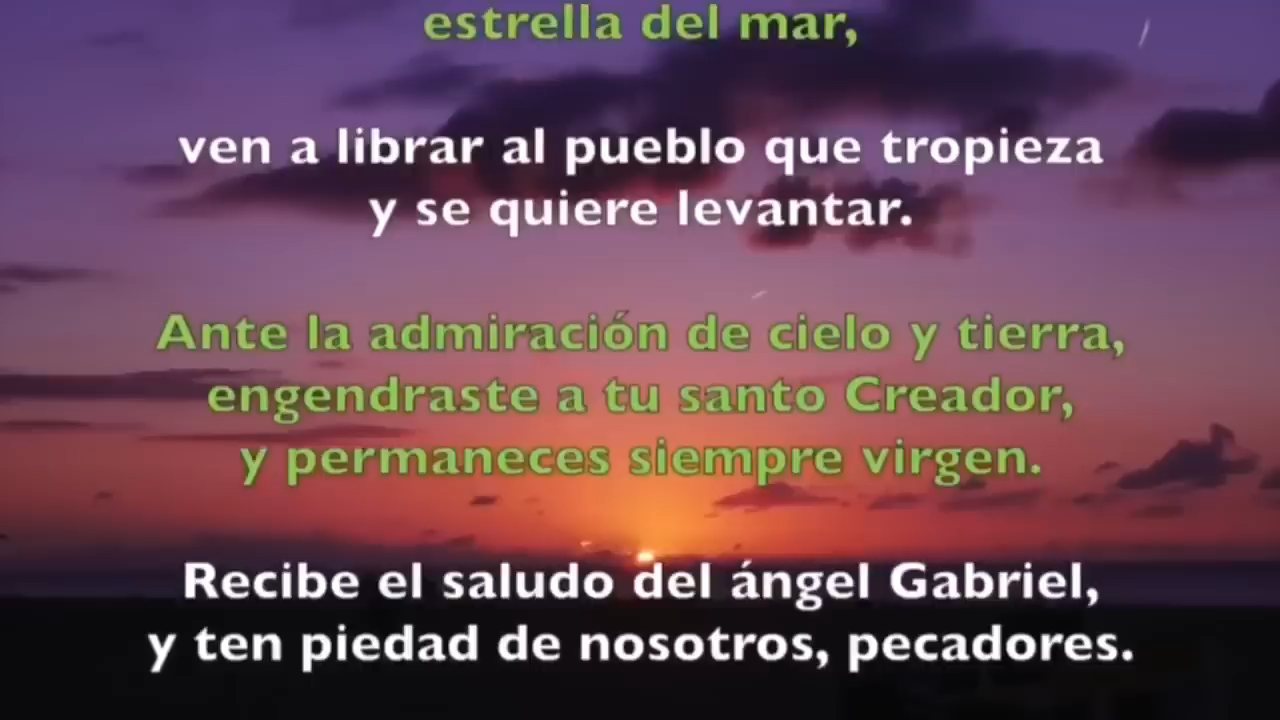 estrella del mar,
ven a librar al pueblo que tropieza
y se quiere levantar.
Ante la admiración de cielo y tierra,
engendraste a tu santo Creador,
y permaneces siempre virgen.
Recibe el saludo del ángel Gabriel,
y ten piedad de nosotros, pecadores.